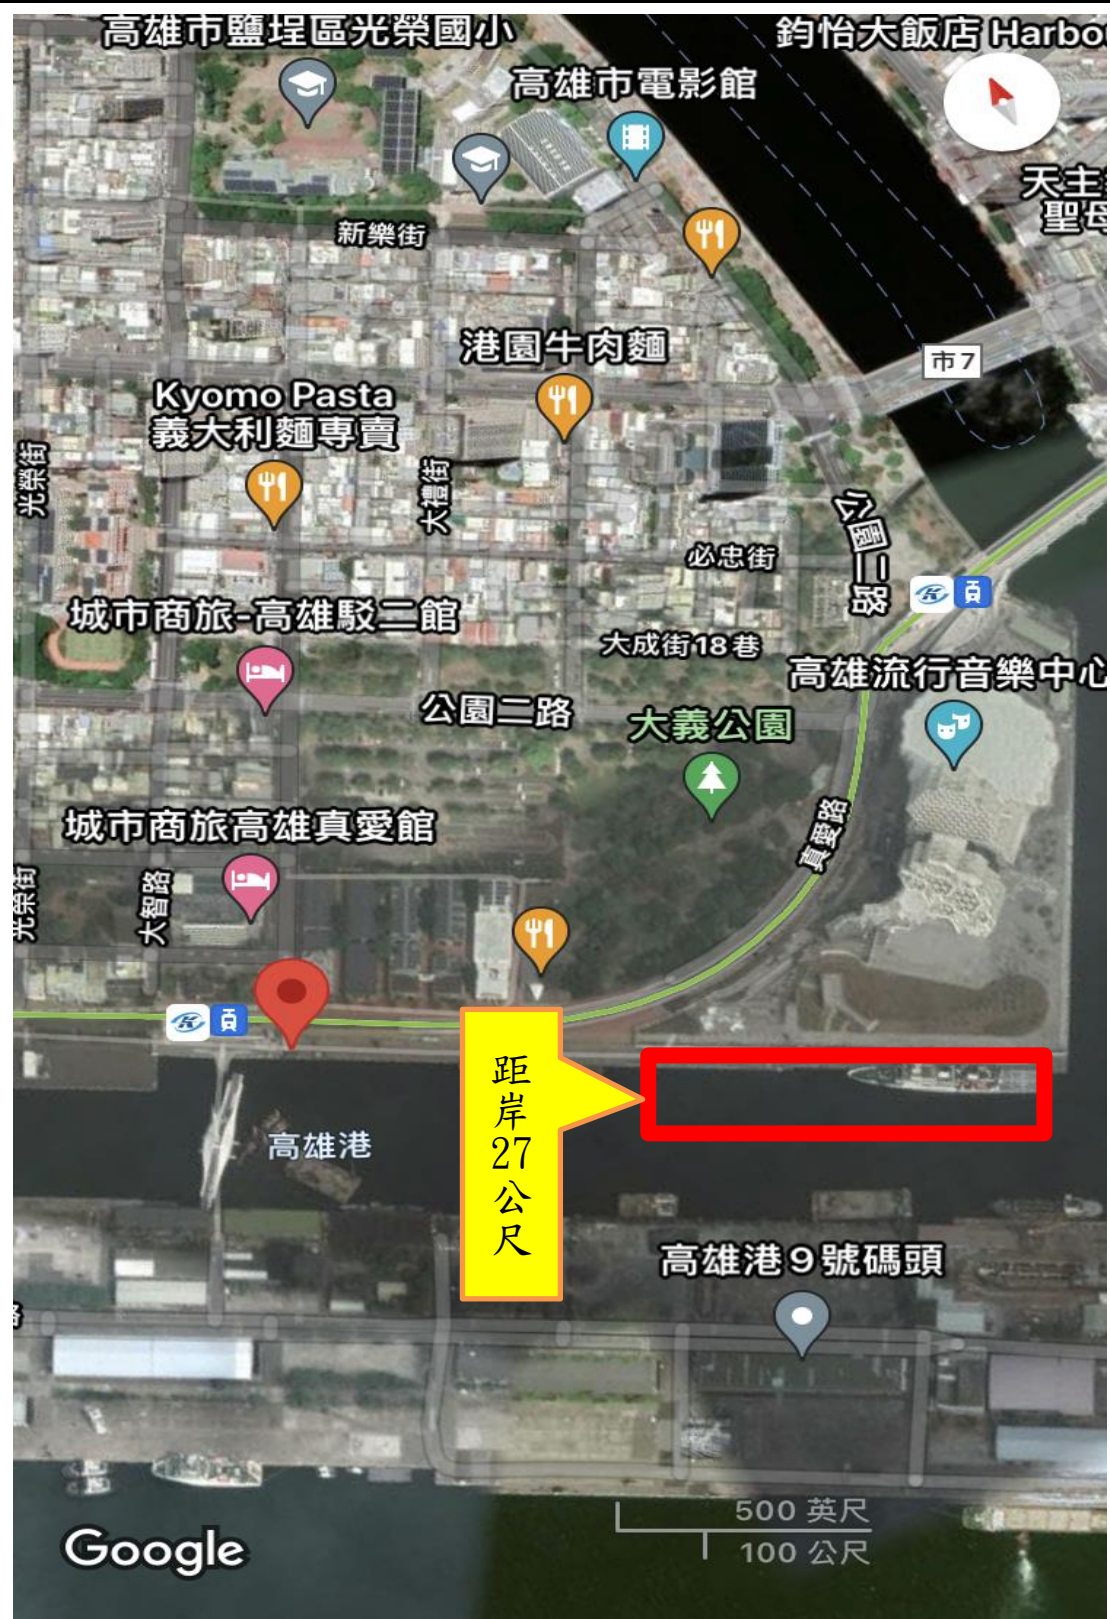 高雄市鹽埕區光榮國小
鈞怡大飯店 Harbo
高雄市電影館
天主
聖母
新樂街
港園牛肉麵
市7
Kyomo Pasta
義大利麵專賣
光榮街
大禮街
公園二路
必忠街
城市商旅-高雄駁二館
大成街18巷
高雄流行音樂中心
公園二路
大義公園
真愛路
城市商旅高雄真愛館
光榮街
大智路
距岸27公尺
高雄港
高雄港9號碼頭
路
500 英尺
100 公尺
Google